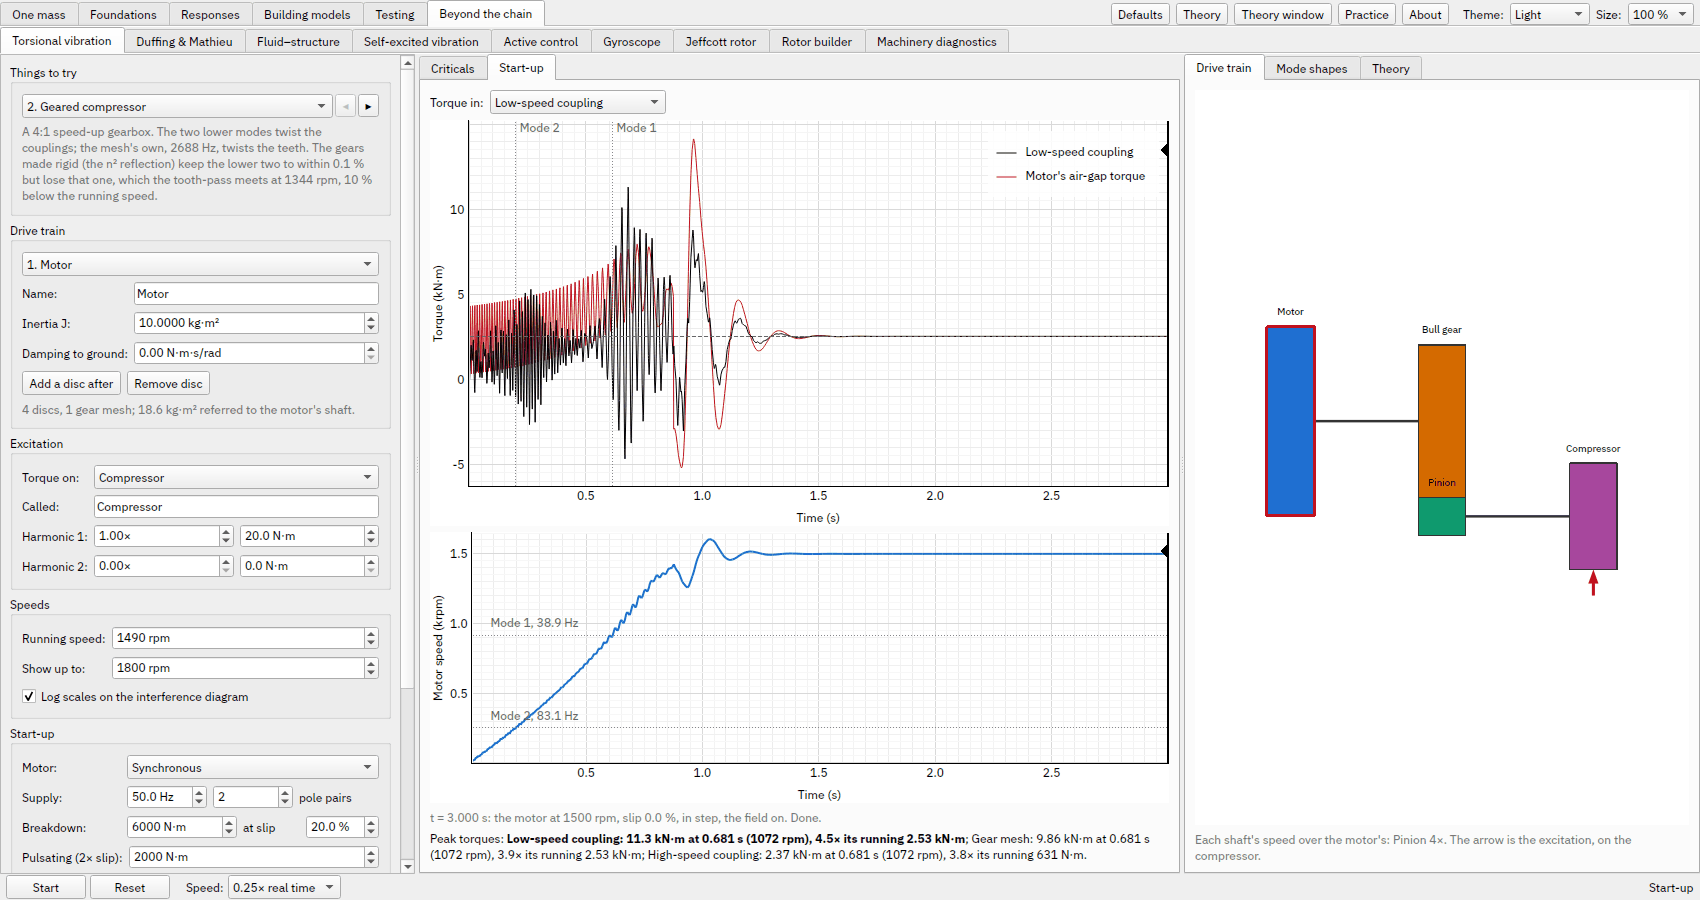 One mass
Foundations
Responses
Building models
Testing
Beyond the chain
Defaults
Theory
Theory window
Practice
About
Theme:
Light
Size:
100 %
Torsional vibration
Duffing & Mathieu
Fluid–structure
Self-excited vibration
Active control
Gyroscope
Jeffcott rotor
Rotor builder
Machinery diagnostics
Things to try
2. Geared compressor
A 4:1 speed-up gearbox. The two lower modes twist the
couplings; the mesh's own, 2688 Hz, twists the teeth. The gears
made rigid (the n² reflection) keep the lower two to within 0.1 %
but lose that one, which the tooth-pass meets at 1344 rpm, 10 %
below the running speed.
Drive train
1. Motor
Name:
Motor
Inertia J:
10.0000 kg·m²
Damping to ground:
0.00 N·m·s/rad
Add a disc after
Remove disc
4 discs, 1 gear mesh; 18.6 kg·m² referred to the motor's shaft.
Excitation
Torque on:
Compressor
Called:
Compressor
Harmonic 1:
1.00×
20.0 N·m
Harmonic 2:
0.00×
0.0 N·m
Speeds
Running speed:
1490 rpm
Show up to:
1800 rpm
Log scales on the interference diagram
Start-up
Motor:
Synchronous
Supply:
50.0 Hz
2
pole pairs
Breakdown:
6000 N·m
at slip
20.0 %
Pulsating (2× slip):
2000 N·m
Start
Reset
Speed:
0.25× real time
Criticals
Start-up
Torque in:
Low-speed coupling
Mode 2
Mode 1
Low-speed coupling
Motor's air-gap torque
10
5
0
-5
Torque (kN·m)
0.5
1.0
1.5
2.0
2.5
Time (s)
1.5
1.0
0.5
Motor speed (krpm)
Mode 1, 38.9 Hz
Mode 2, 83.1 Hz
0.5
1.0
1.5
2.0
2.5
Time (s)
t = 3.000 s: the motor at 1500 rpm, slip 0.0 %, in step, the field on. Done.
Peak torques: Low-speed coupling: 11.3 kN·m at 0.681 s (1072 rpm), 4.5× its running 2.53 kN·m; Gear mesh: 9.86 kN·m at 0.681 s
(1072 rpm), 3.9× its running 2.53 kN·m; High-speed coupling: 2.37 kN·m at 0.681 s (1072 rpm), 3.8× its running 631 N·m.
Drive train
Mode shapes
Theory
Motor
Bull gear
Pinion
Compressor
Each shaft's speed over the motor's: Pinion 4×. The arrow is the excitation, on the
compressor.
Start-up